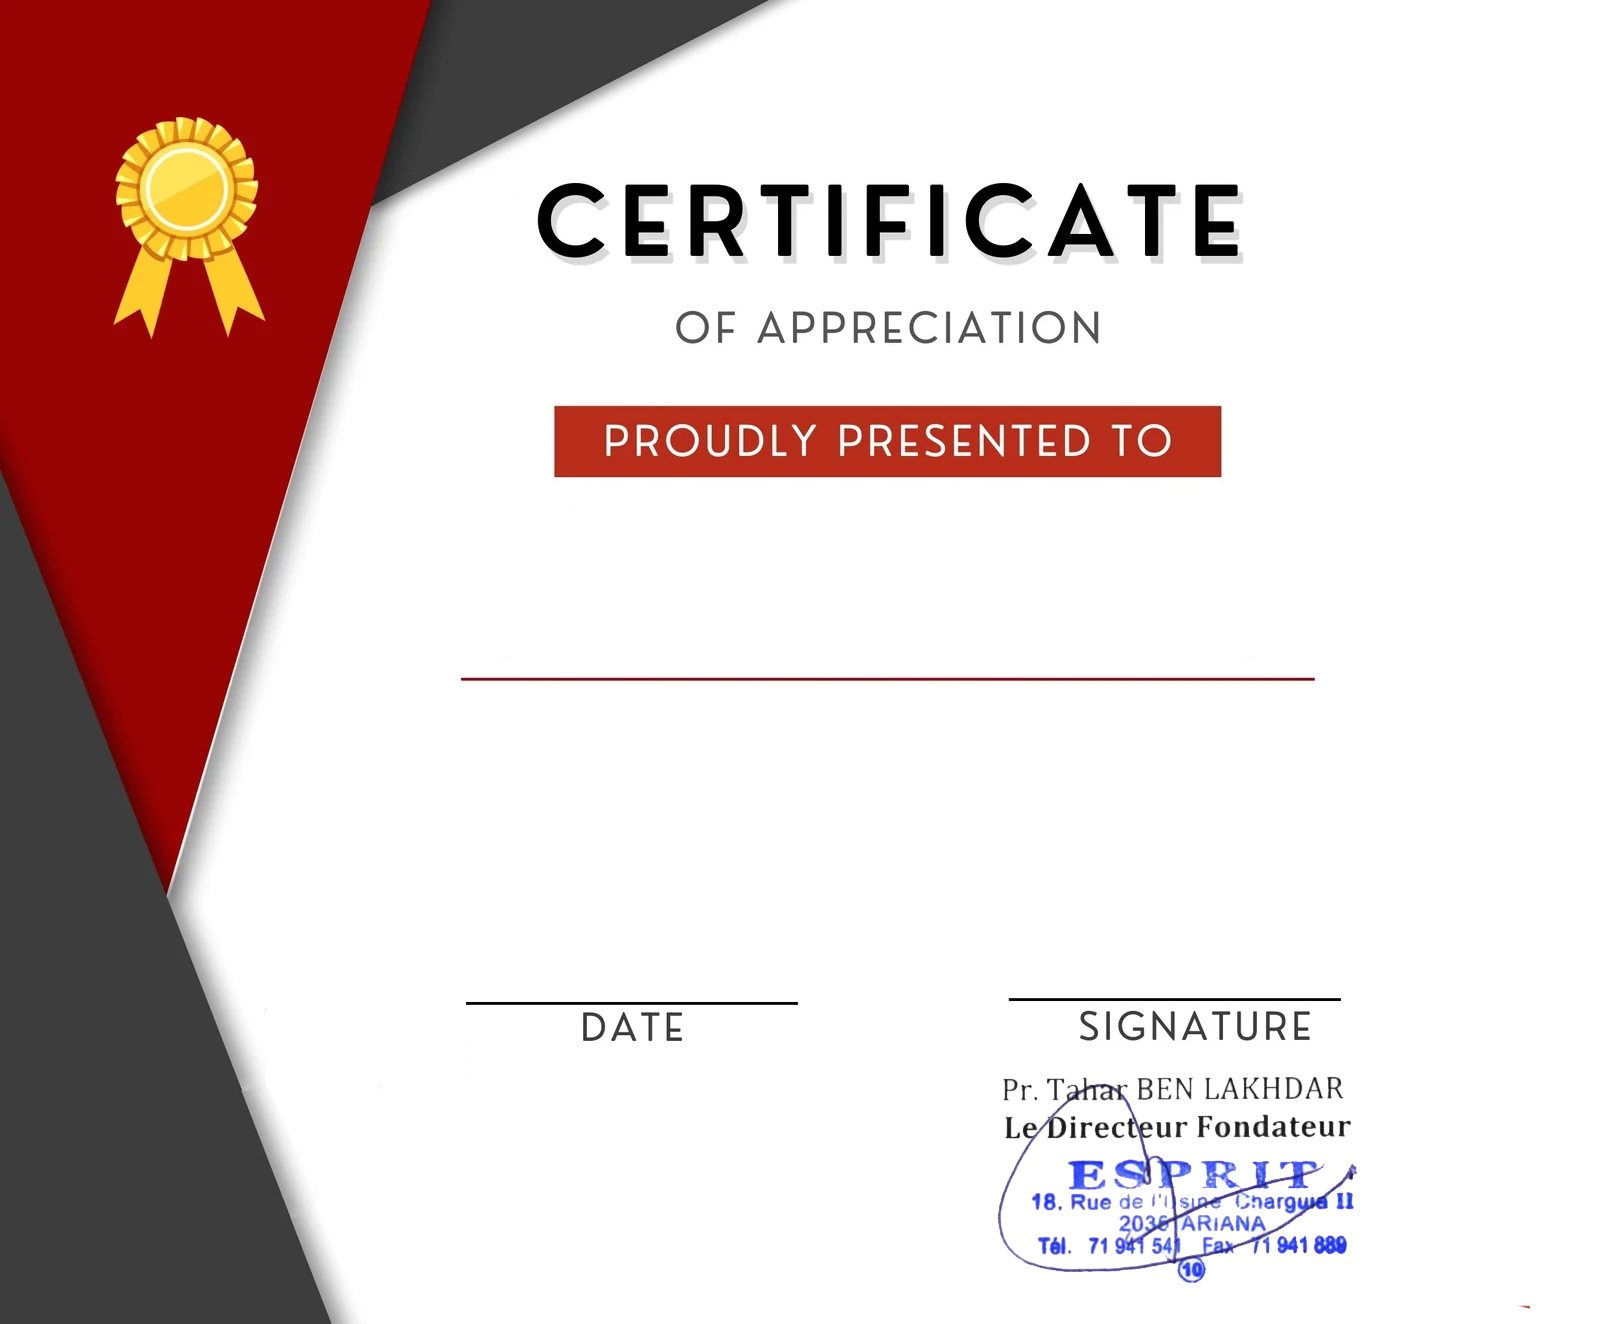 CERTIFICATE
OF APPRECIATION
PROUDLY PRESENTED TO
DATE
SIGNATURE
Pr. Tahar BEN LAKHDAR
Le Directeur Fondateur
ESPRIT
18, Rue de l'Usine Charguia II
2035 ARIANA
Tél. 71 941 541 Fax 71 941 889
10